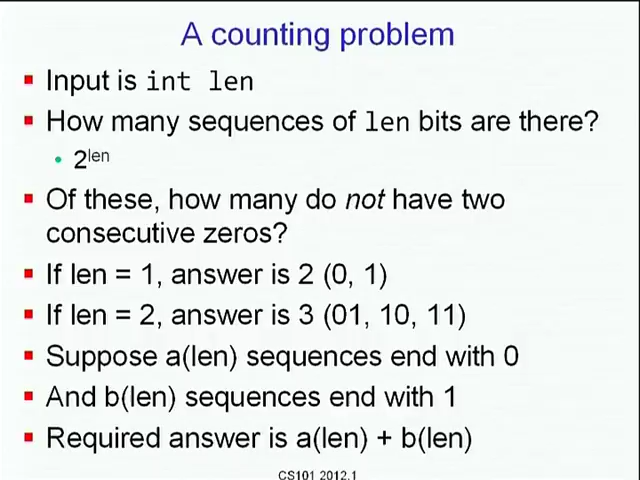 A counting problem
Input is int len
How many sequences of len bits are there?
2^len
Of these, how many do not have two
consecutive zeros?
If len = 1, answer is 2 (0, 1)
If len = 2, answer is 3 (01, 10, 11)
Suppose a(len) sequences end with 0
And b(len) sequences end with 1
Required answer is a(len) + b(len)
CS101 2012.1